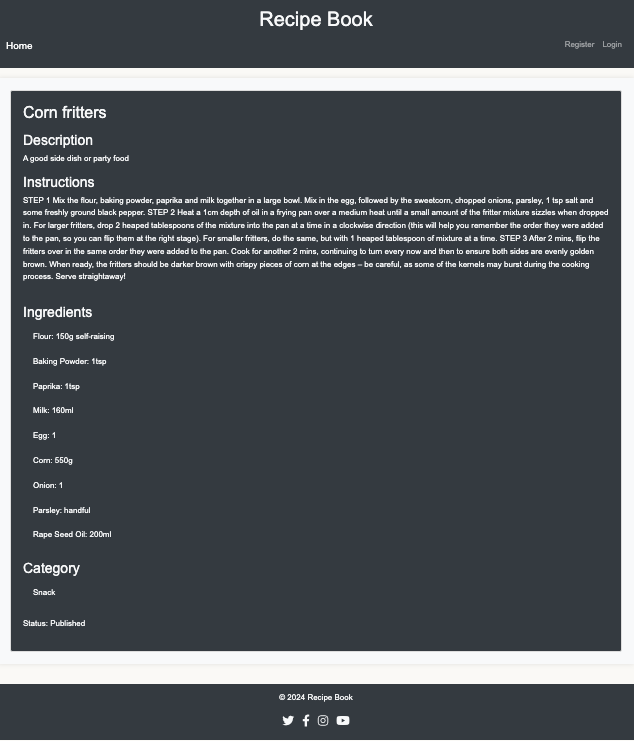 Recipe Book
Home
Register Login
Corn fritters
Description
A good side dish or party food
Instructions
STEP 1 Mix the flour, baking powder, paprika and milk together in a large bowl. Mix in the egg, followed by the sweetcorn, chopped onions, parsley, 1 tsp salt and
some freshly ground black pepper. STEP 2 Heat a 1cm depth of oil in a frying pan over a medium heat until a small amount of the fritter mixture sizzles when dropped
in. For larger fritters, drop 2 heaped tablespoons of the mixture into the pan at a time in a clockwise direction (this will help you remember the order they were added
to the pan, so you can flip them at the right stage). For smaller fritters, do the same, but with 1 heaped tablespoon of mixture at a time. STEP 3 After 2 mins, flip the
fritters over in the same order they were added to the pan. Cook for another 2 mins, continuing to turn every now and then to ensure both sides are evenly golden
brown. When ready, the fritters should be darker brown with crispy pieces of corn at the edges – be careful, as some of the kernels may burst during the cooking
process. Serve straightaway!
Ingredients
Flour: 150g self-raising
Baking Powder: 1tsp
Paprika: 1tsp
Milk: 160ml
Egg: 1
Corn: 550g
Onion: 1
Parsley: handful
Rape Seed Oil: 200ml
Category
Snack
Status: Published
© 2024 Recipe Book